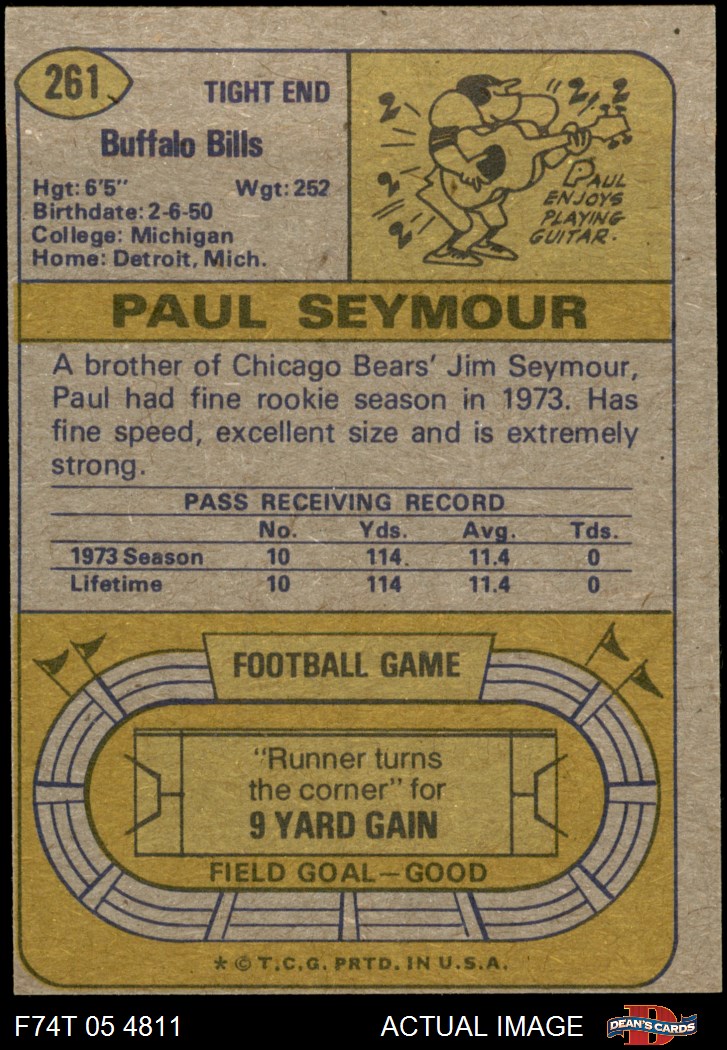 261
TIGHT END
Buffalo Bills
Hgt: 6'5" Wgt: 252
Birthdate: 2-6-50
College: Michigan
Home: Detroit, Mich.
PAUL
ENJOYS
PLAYING
GUITAR.
PAUL SEYMOUR
A brother of Chicago Bears' Jim Seymour,
Paul had fine rookie season in 1973. Has
fine speed, excellent size and is extremely
strong.
PASS RECEIVING RECORD
No. Yds. Avg. Tds.
1973 Season 10 114 11.4 0
Lifetime 10 114 11.4 0
FOOTBALL GAME
"Runner turns
the corner" for
9 YARD GAIN
FIELD GOAL—GOOD
* © T.C.G. PRTD. IN U.S.A.
F74T 05 4811 ACTUAL IMAGE
D
DEAN'S CARDS